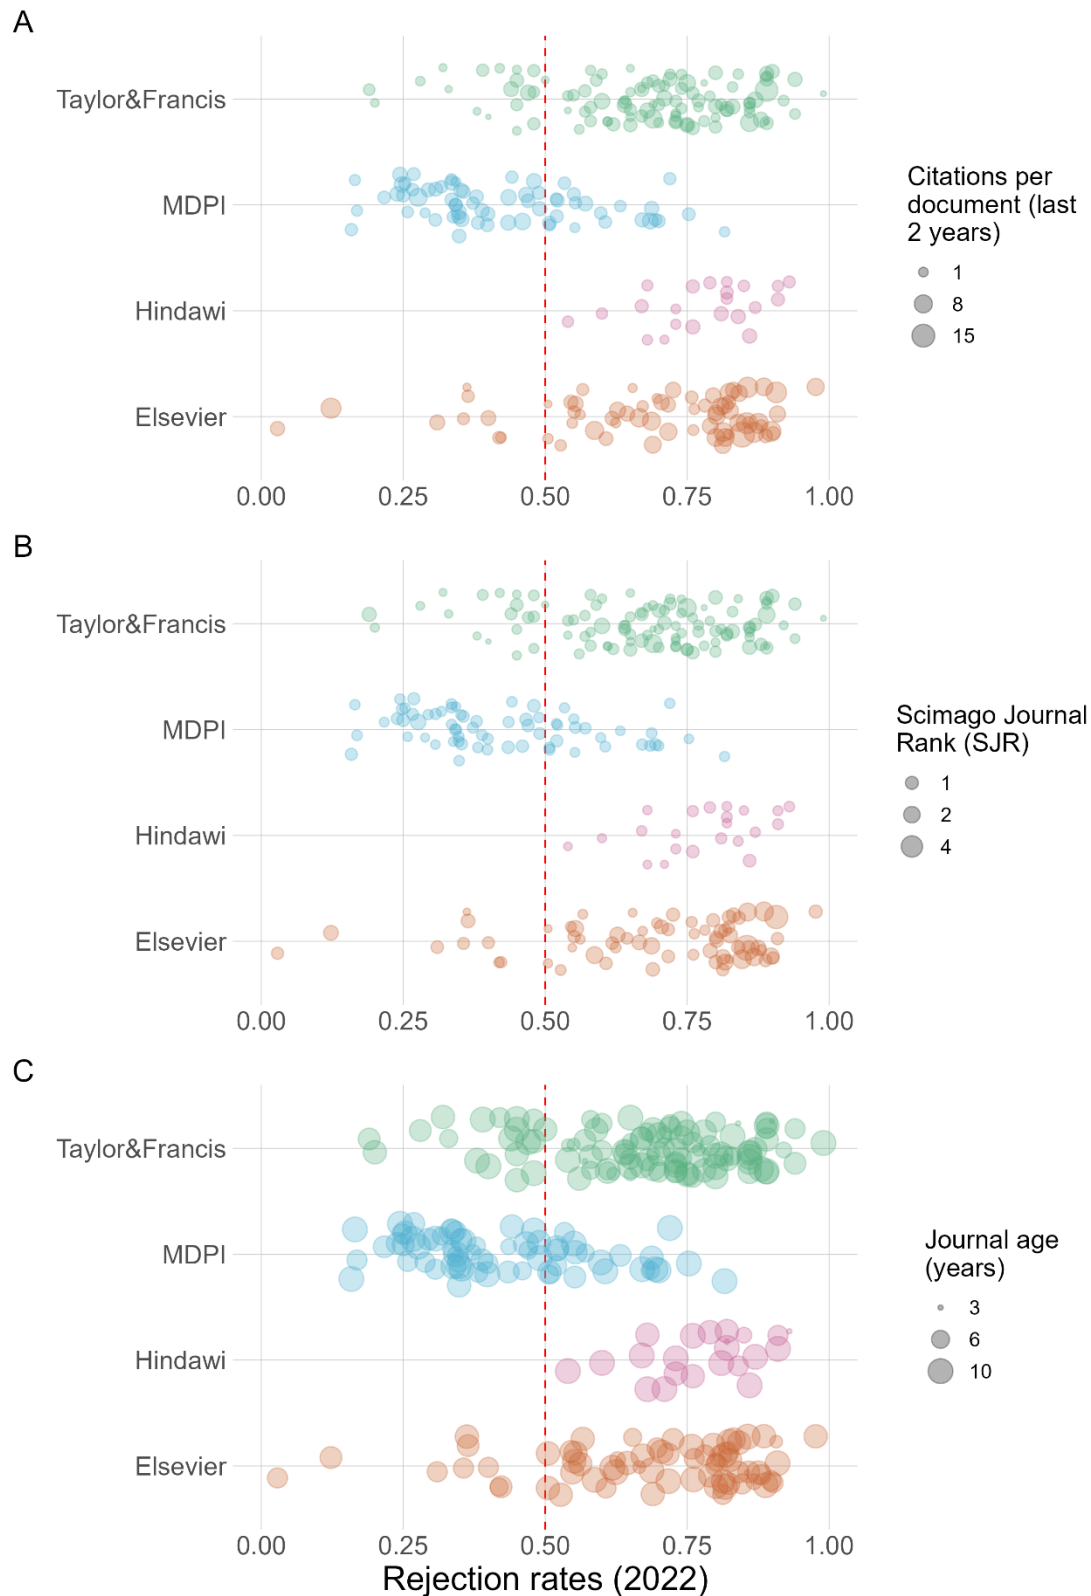 A
Taylor&Francis
MDPI
Hindawi
Elsevier
0.00 0.25 0.50 0.75 1.00
Citations per
document (last
2 years)
1
8
15
B
Taylor&Francis
MDPI
Hindawi
Elsevier
0.00 0.25 0.50 0.75 1.00
Scimago Journal
Rank (SJR)
1
2
4
C
Taylor&Francis
MDPI
Hindawi
Elsevier
0.00 0.25 0.50 0.75 1.00
Rejection rates (2022)
Journal age
(years)
3
6
10